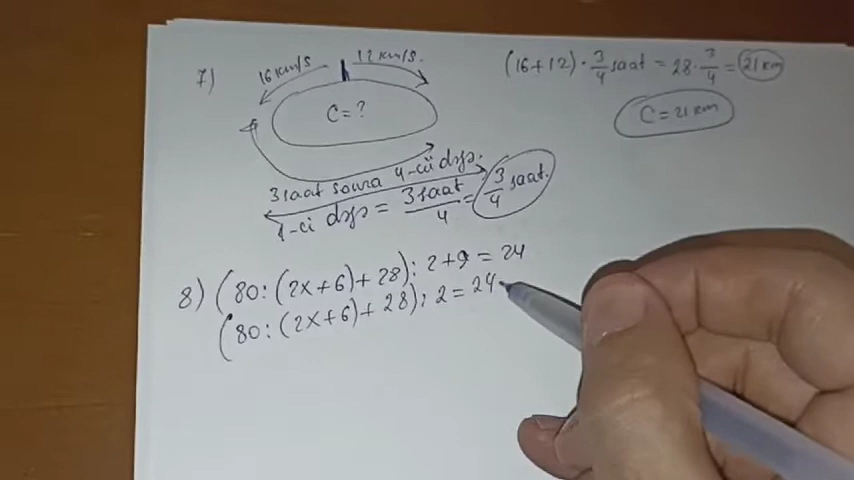 7)
16 km/s 12 km/s.
C = ?
3 saat sonra 4-cü dəfə.
1-ci dəfə = 3 saat / 4 = 3/4 saat.
(16+12) · 3/4 saat = 28 · 3/4 = 21 km
C = 21 km
8) (80 : (2x+6) + 28) : 2 + 9 = 24
(80 : (2x+6) + 28) : 2 = 24